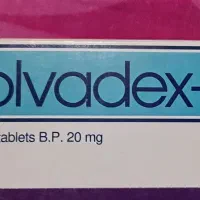 olvadex-
tablets B.P. 20 mg